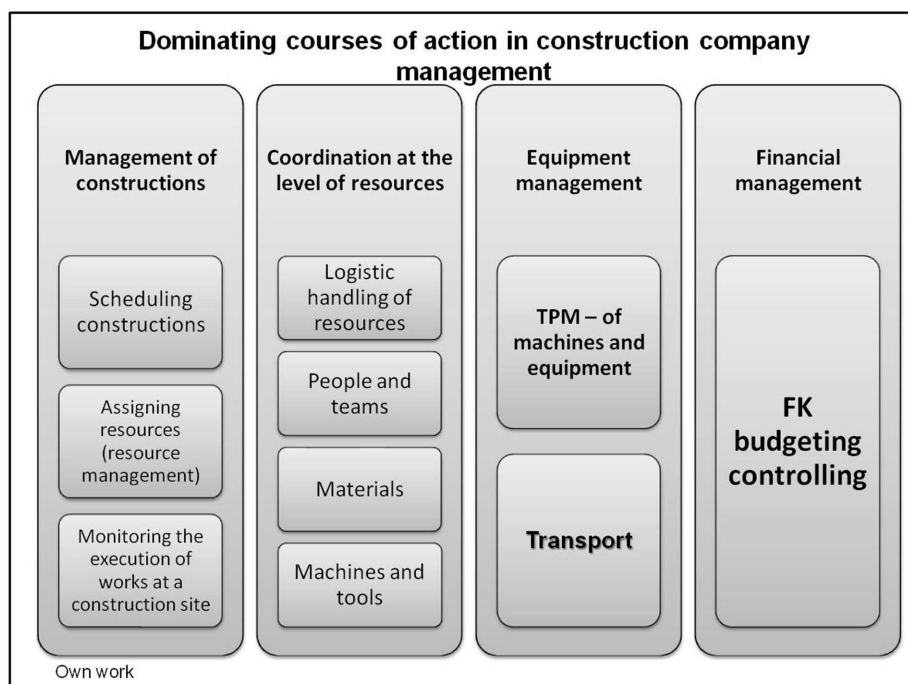 Dominating courses of action in construction company
management
Management of
constructions
Scheduling
constructions
Assigning
resources
(resource
management)
Monitoring the
execution of
works at a
construction site
Coordination at the
level of resources
Logistic
handling of
resources
People and
teams
Materials
Machines and
tools
Equipment
management
TPM – of
machines and
equipment
Transport
Financial
management
FK
budgeting
controlling
Own work